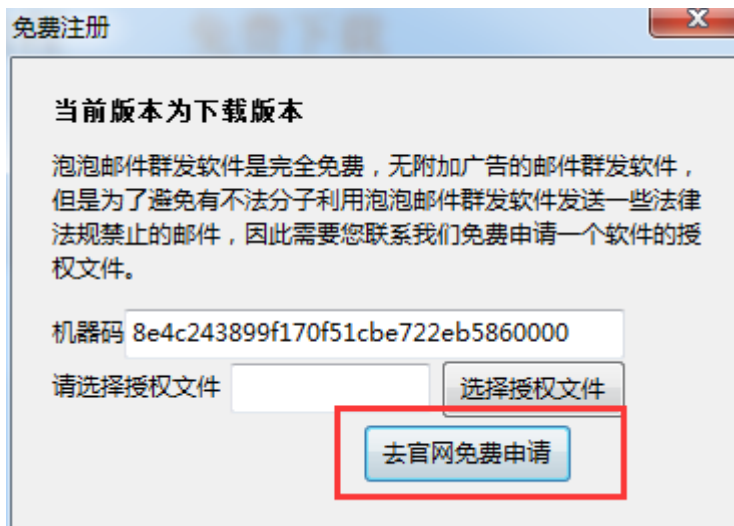 免费注册
当前版本为下载版本
泡泡邮件群发软件是完全免费，无附加广告的邮件群发软件，
但是为了避免有不法分子利用泡泡邮件群发软件发送一些法律
法规禁止的邮件，因此需要您联系我们免费申请一个软件的授
权文件。
机器码 8e4c243899f170f51cbe722eb5860000
请选择授权文件 选择授权文件
去官网免费申请